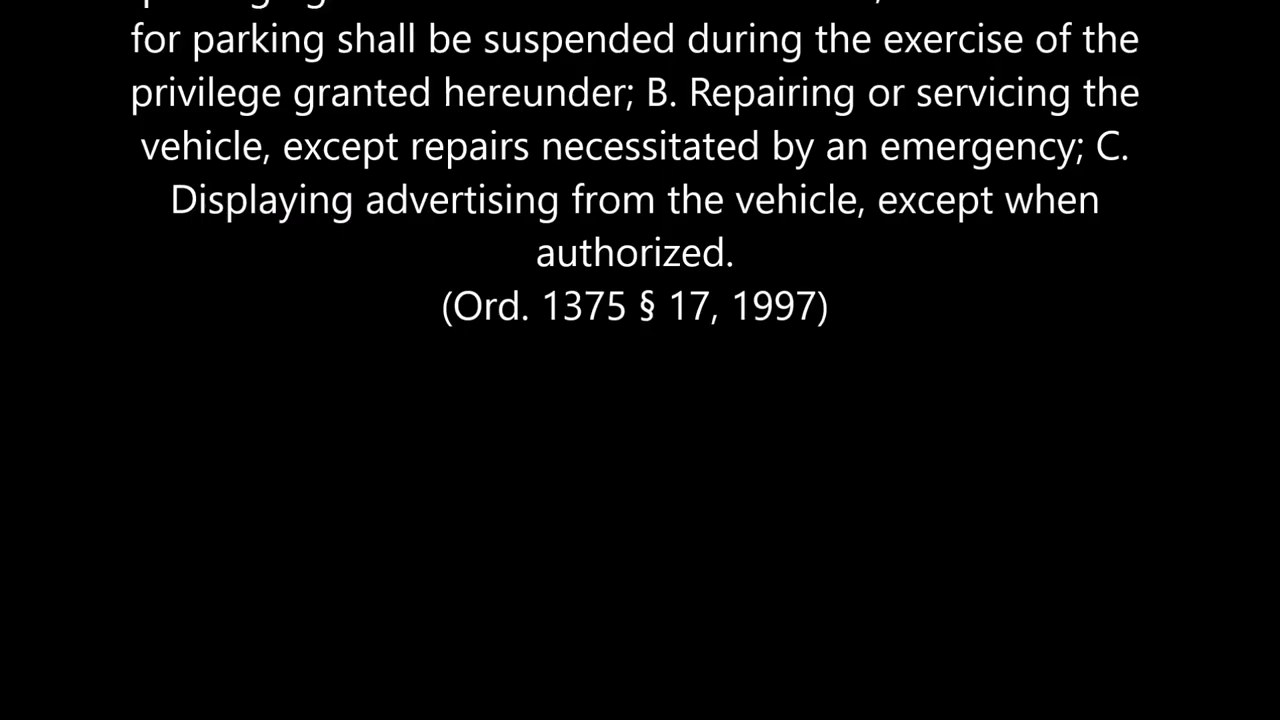 for parking shall be suspended during the exercise of the
privilege granted hereunder; B. Repairing or servicing the
vehicle, except repairs necessitated by an emergency; C.
Displaying advertising from the vehicle, except when
authorized.
(Ord. 1375 § 17, 1997)